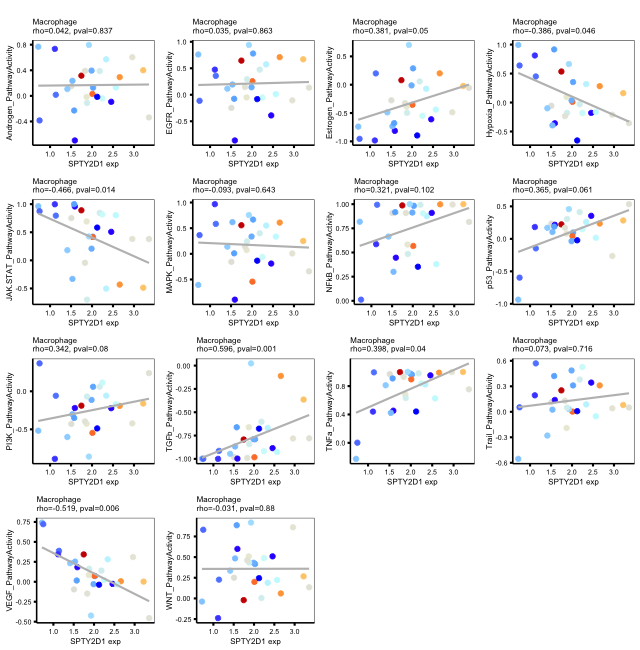 Macrophage
rho=0.042, pval=0.837
Androgen_PathwayActivity
0.8
0.4
0.0
-0.4
1.0 1.5 2.0 2.5 3.0
SPTY2D1 exp
Macrophage
rho=0.035, pval=0.863
EGFR_PathwayActivity
1.0
0.5
0.0
-0.5
1.0 1.5 2.0 2.5 3.0
SPTY2D1 exp
Macrophage
rho=0.381, pval=0.05
Estrogen_PathwayActivity
0.5
0.0
-0.5
-1.0
1.0 1.5 2.0 2.5 3.0
SPTY2D1 exp
Macrophage
rho=-0.386, pval=0.046
Hypoxia_PathwayActivity
1.0
0.5
0.0
-0.5
1.0 1.5 2.0 2.5 3.0
SPTY2D1 exp
Macrophage
rho=-0.466, pval=0.014
JAK.STAT_PathwayActivity
1.0
0.5
0.0
-0.5
1.0 1.5 2.0 2.5 3.0
SPTY2D1 exp
Macrophage
rho=-0.093, pval=0.643
MAPK_PathwayActivity
1.0
0.5
0.0
-0.5
1.0 1.5 2.0 2.5 3.0
SPTY2D1 exp
Macrophage
rho=0.321, pval=0.102
NFkB_PathwayActivity
1.00
0.75
0.50
0.25
0.00
1.0 1.5 2.0 2.5 3.0
SPTY2D1 exp
Macrophage
rho=0.365, pval=0.061
p53_PathwayActivity
0.5
0.0
-0.5
-1.0
1.0 1.5 2.0 2.5 3.0
SPTY2D1 exp
Macrophage
rho=0.342, pval=0.08
PI3K_PathwayActivity
0.0
-0.5
1.0 1.5 2.0 2.5 3.0
SPTY2D1 exp
Macrophage
rho=0.596, pval=0.001
TGFb_PathwayActivity
0.00
-0.25
-0.50
-0.75
-1.00
1.0 1.5 2.0 2.5 3.0
SPTY2D1 exp
Macrophage
rho=0.398, pval=0.04
TNFa_PathwayActivity
0.8
0.4
0.0
1.0 1.5 2.0 2.5 3.0
SPTY2D1 exp
Macrophage
rho=0.073, pval=0.716
Trail_PathwayActivity
0.6
0.3
0.0
-0.3
-0.6
1.0 1.5 2.0 2.5 3.0
SPTY2D1 exp
Macrophage
rho=-0.519, pval=0.006
VEGF_PathwayActivity
0.75
0.50
0.25
0.00
-0.25
-0.50
1.0 1.5 2.0 2.5 3.0
SPTY2D1 exp
Macrophage
rho=-0.031, pval=0.88
WNT_PathwayActivity
0.75
0.50
0.25
0.00
-0.25
1.0 1.5 2.0 2.5 3.0
SPTY2D1 exp